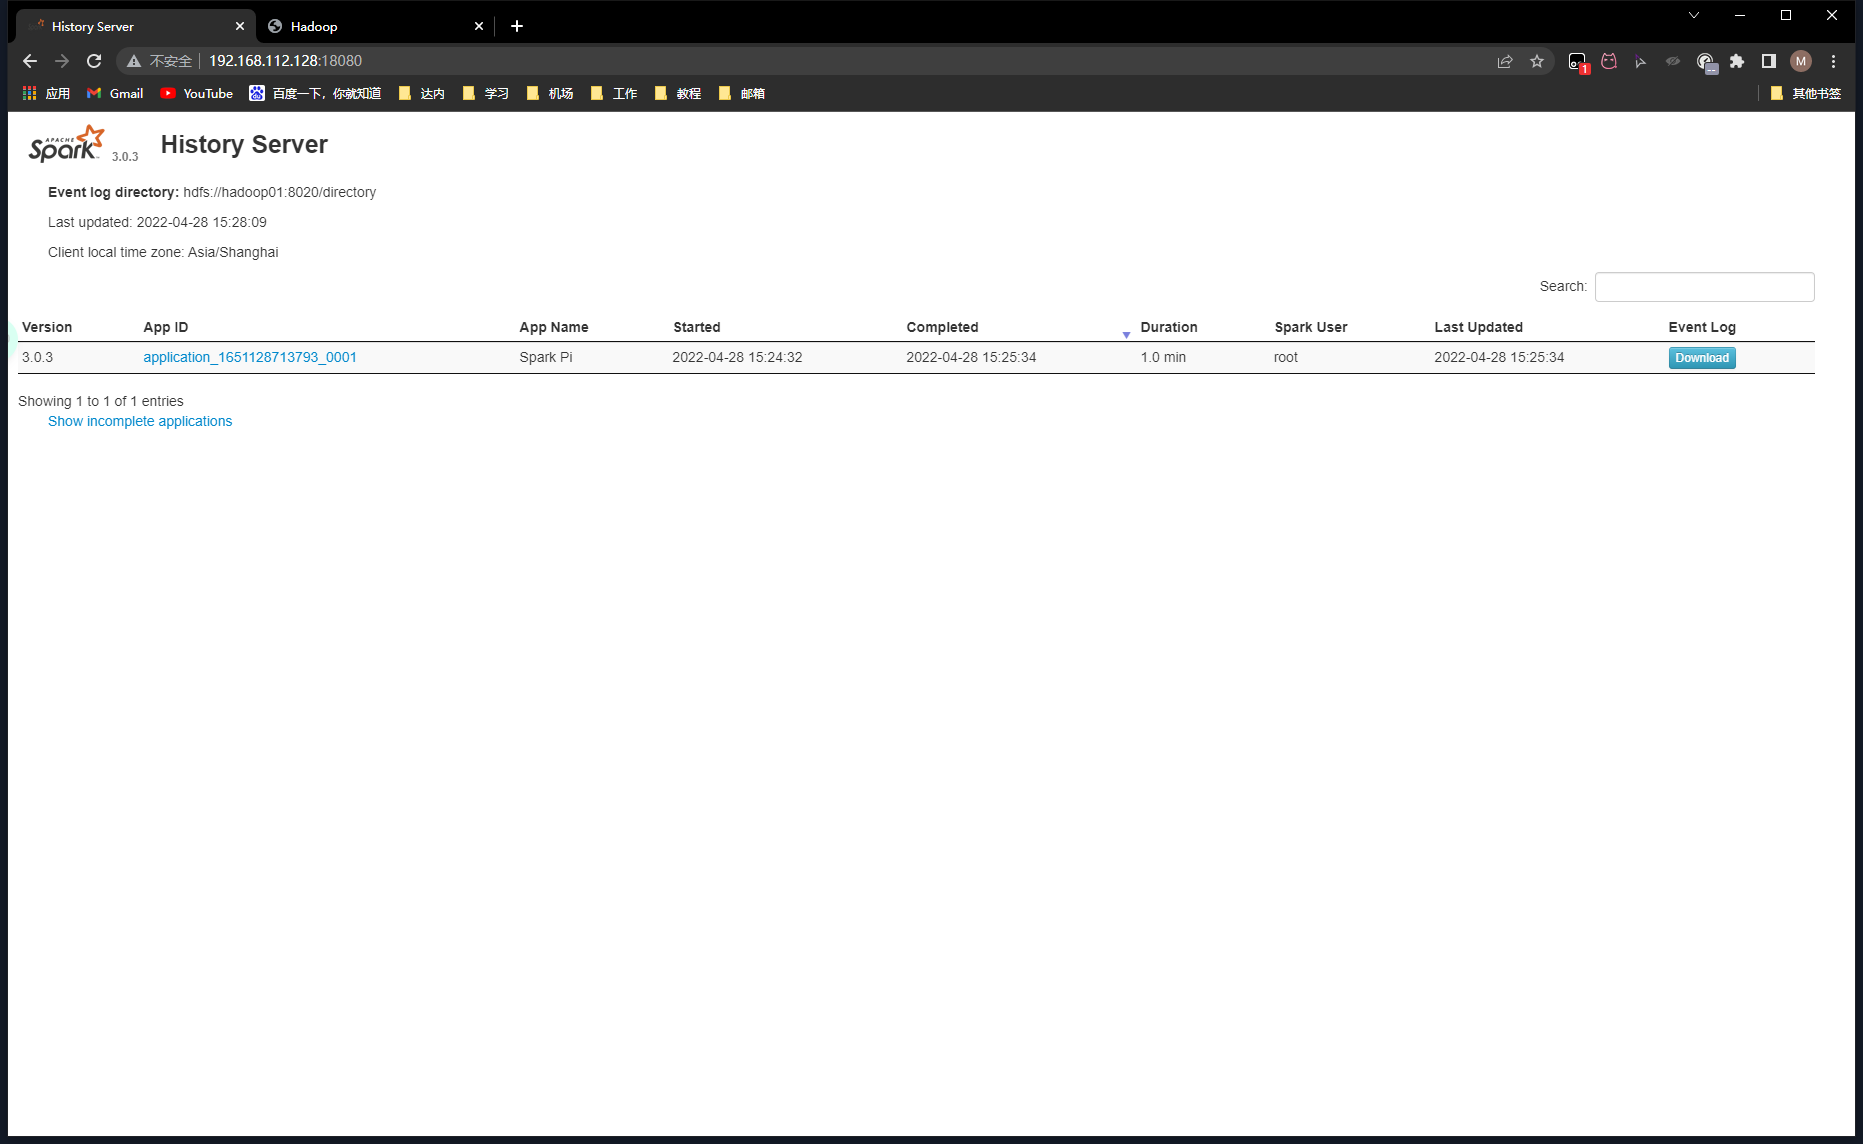 History Server
Hadoop
不安全 192.168.112.128:18080
1
M
应用 Gmail YouTube 百度一下，你就知道 达内 学习 机场 工作 教程 邮箱 其他书签
APACHE Spark 3.0.3 History Server
Event log directory: hdfs://hadoop01:8020/directory
Last updated: 2022-04-28 15:28:09
Client local time zone: Asia/Shanghai
Search:
Version App ID App Name Started Completed Duration Spark User Last Updated Event Log
3.0.3 application_1651128713793_0001 Spark Pi 2022-04-28 15:24:32 2022-04-28 15:25:34 1.0 min root 2022-04-28 15:25:34 Download
Showing 1 to 1 of 1 entries
Show incomplete applications